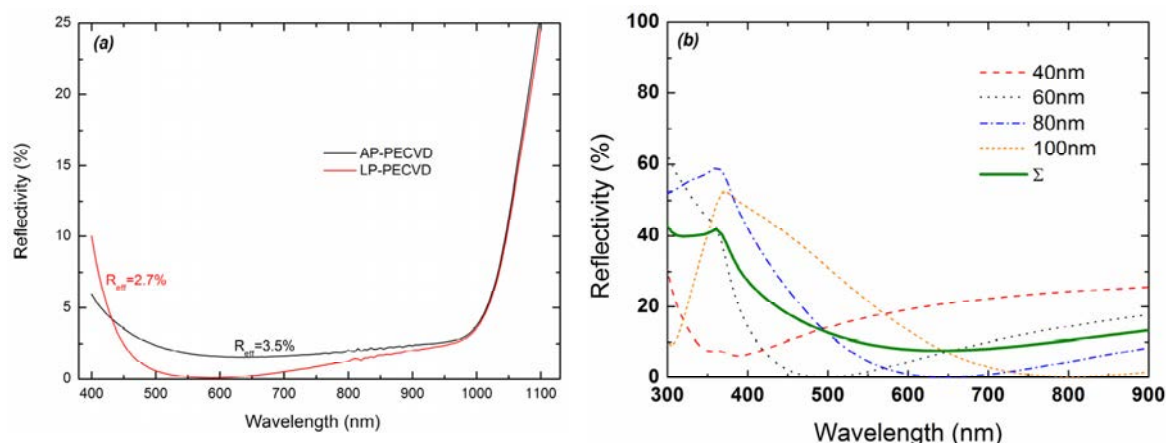 (a)
25
20
15
10
5
0
Reflectivity (%)
AP-PECVD
LP-PECVD
R_eff=2.7%
R_eff=3.5%
400 500 600 700 800 900 1000 1100
Wavelength (nm)
(b)
100
80
60
40
20
0
Reflectivity (%)
40nm
60nm
80nm
100nm
Σ
300 400 500 600 700 800 900
Wavelength (nm)